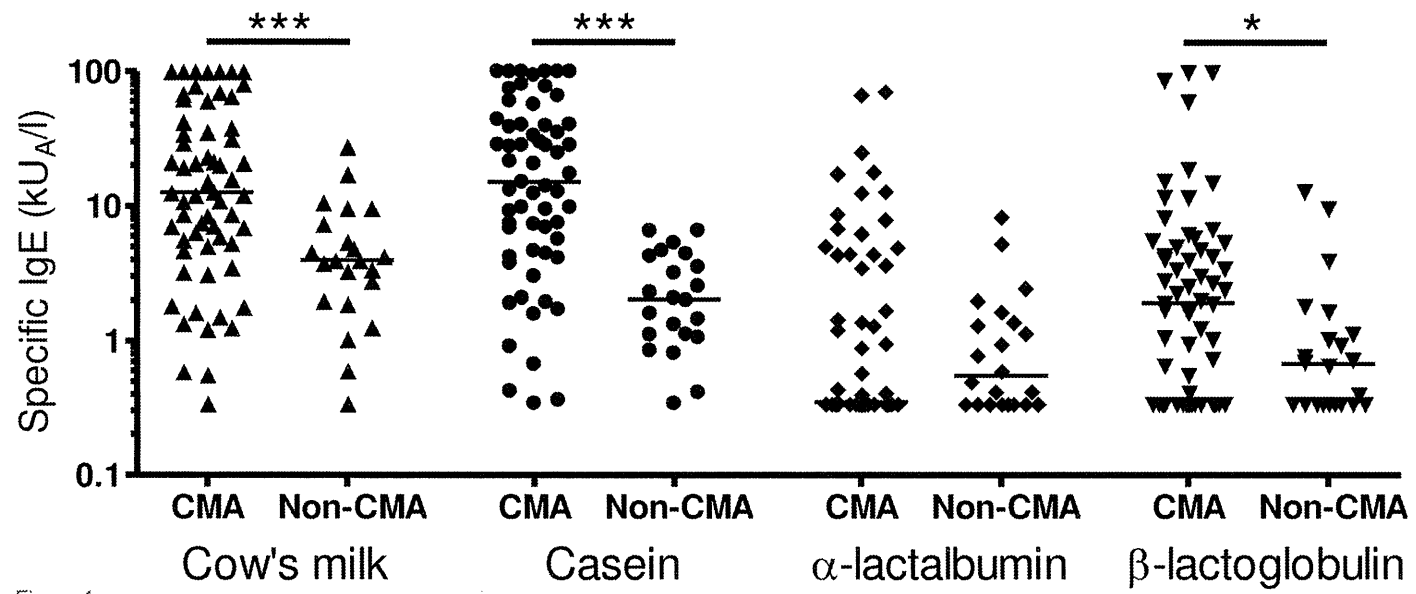 *** *** *
Specific IgE (kUA/l)
100
10
1
0.1
CMA Non-CMA CMA Non-CMA CMA Non-CMA CMA Non-CMA
Cow's milk Casein α-lactalbumin β-lactoglobulin